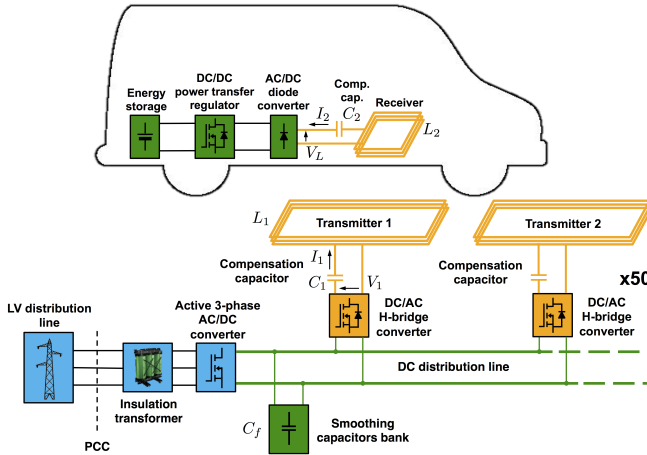 DC/DC
power transfer
regulator
AC/DC
diode
converter
Comp.
cap.
Energy
storage
Receiver
I2
C2
L2
VL
L1
Transmitter 1
Transmitter 2
I1
Compensation
capacitor
C1
V1
Compensation
capacitor
x50
LV distribution
line
Active 3-phase
AC/DC
converter
DC/AC
H-bridge
converter
DC/AC
H-bridge
converter
DC distribution line
Insulation
transformer
Cf
Smoothing
capacitors bank
PCC